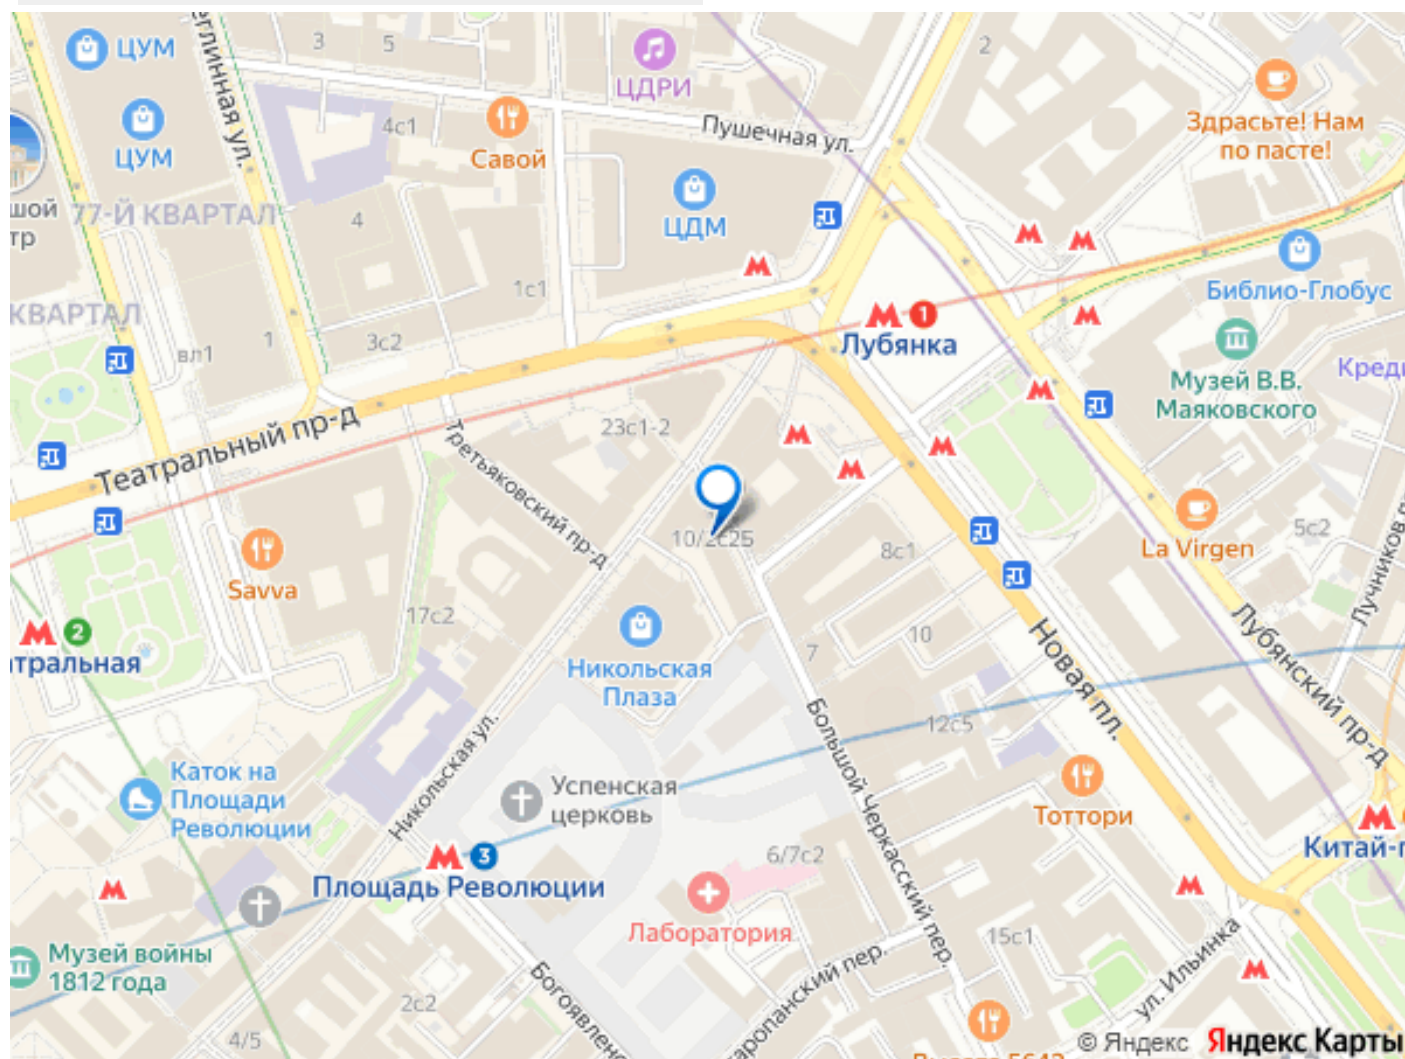 ЦУМ
3
5
ЦДРИ
2
Здрасьте! Нам
по пасте!
ЦУМ
4с1
Савой
Пушечная ул.
77-Й КВАРТАЛ
4
ЦДМ
1с1
Библио-Глобус
КВАРТАЛ
вл1
1
3с2
1
Лубянка
Музей В.В.
Маяковского
Театральный пр-д
Третьяковский пр-д
23с1-2
10/2с25
8с1
La Virgen
5с2
Savva
17с2
2
Никольская
Плаза
7
10
Новая пл.
Лубянский пр-д
12с5
Большой Черкасский пер.
Никольская ул.
Каток на
Площади
Революции
Успенская
церковь
Тоттори
3
Площадь Революции
6/7с2
Лаборатория
15с1
ул. Ильинка
Музей войны
1812 года
2с2
4/5
© Яндекс Яндекс Карты